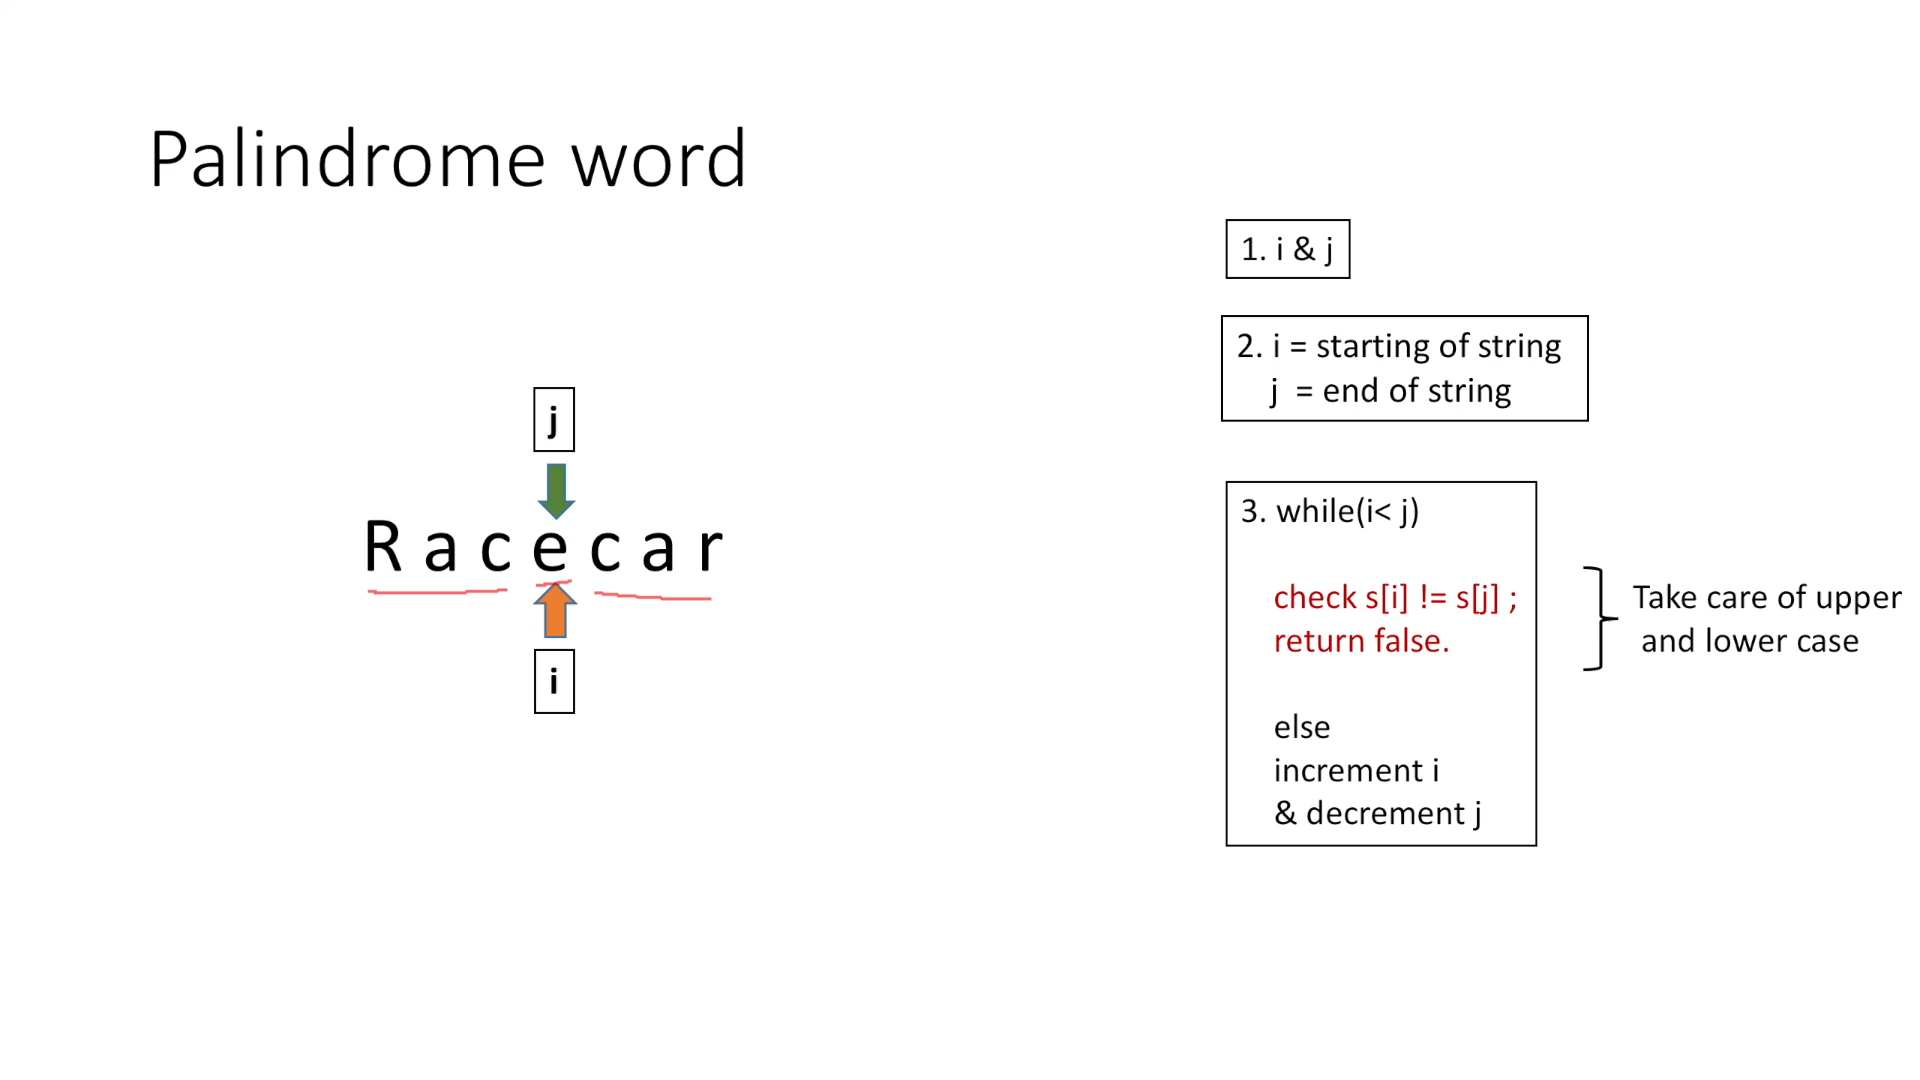 Palindrome word
j
R a c e c a r
i
1. i & j
2. i = starting of string
j = end of string
3. while(i< j)
check s[i] != s[j] ;
return false.
else
increment i
& decrement j
Take care of upper
and lower case